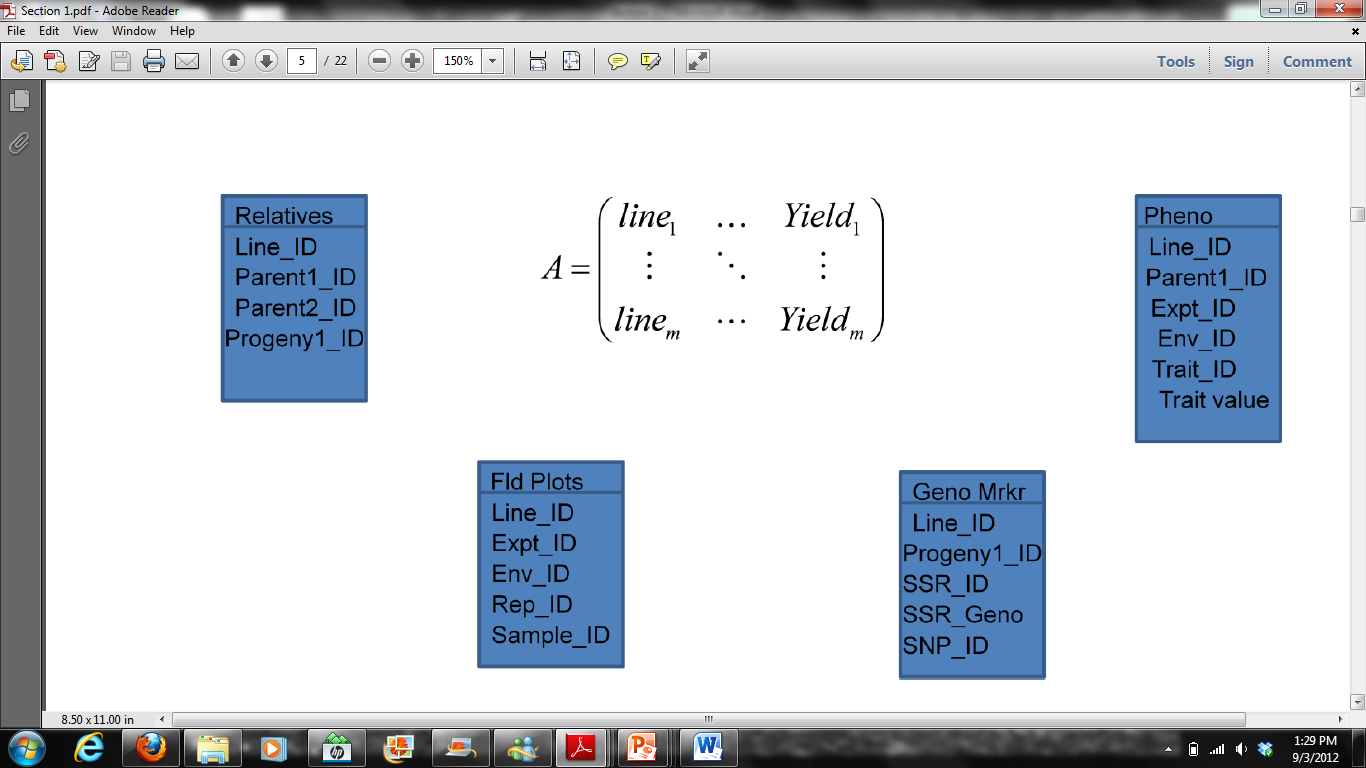 Section 1.pdf - Adobe Reader
File Edit View Window Help
5 / 22 150% Tools Sign Comment
Relatives
Line_ID
Parent1_ID
Parent2_ID
Progeny1_ID
A = ( line1 … Yield1
⋮ ⋱ ⋮
linem ⋯ Yieldm )
Pheno
Line_ID
Parent1_ID
Expt_ID
Env_ID
Trait_ID
Trait value
Fld Plots
Line_ID
Expt_ID
Env_ID
Rep_ID
Sample_ID
Geno Mrkr
Line_ID
Progeny1_ID
SSR_ID
SSR_Geno
SNP_ID
8.50 x 11.00 in
hp
1:29 PM
9/3/2012